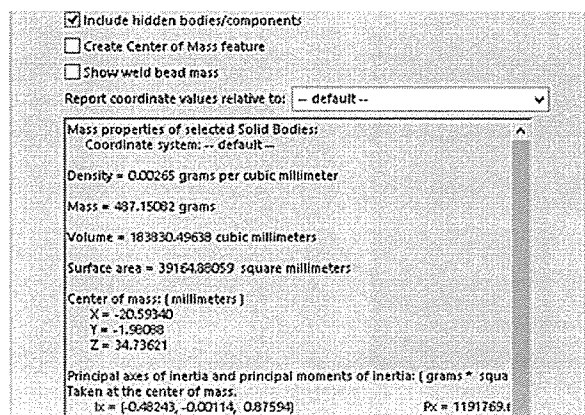 Include hidden bodies/components
Create Center of Mass feature
Show weld bead mass
Report coordinate values relative to: -- default --
Mass properties of selected Solid Bodies:
Coordinate system: -- default --
Density = 0.00265 grams per cubic millimeter
Mass = 487.15082 grams
Volume = 183830.49638 cubic millimeters
Surface area = 39164.88059 square millimeters
Center of mass: ( millimeters )
X = -20.59340
Y = -1.98088
Z = 34.73621
Principal axes of inertia and principal moments of inertia: ( grams * squa
Taken at the center of mass.
Ix = (-0.48243, -0.00114, 0.87594) Px = 1191769.